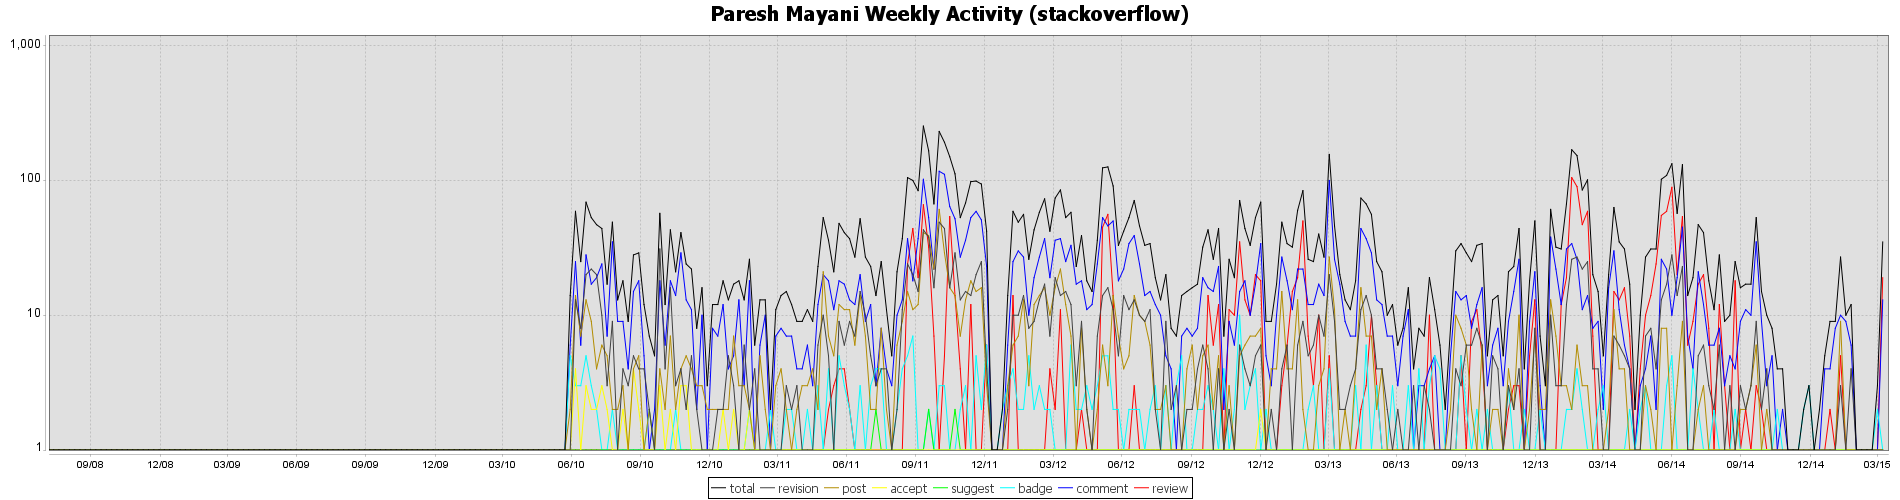 Paresh Mayani Weekly Activity (stackoverflow)
1,000
100
10
1
09/08 12/08 03/09 06/09 09/09 12/09 03/10 06/10 09/10 12/10 03/11 06/11 09/11 12/11 03/12 06/12 09/12 12/12 03/13 06/13 09/13 12/13 03/14 06/14 09/14 12/14 03/15
total revision post accept suggest badge comment review